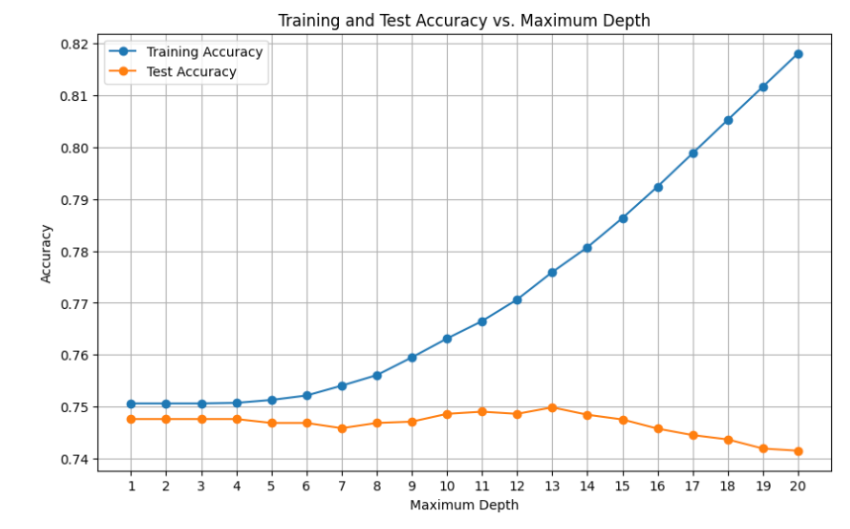 Training and Test Accuracy vs. Maximum Depth
Training Accuracy
Test Accuracy
0.82
0.81
0.80
0.79
0.78
0.77
0.76
0.75
0.74
Accuracy
1 2 3 4 5 6 7 8 9 10 11 12 13 14 15 16 17 18 19 20
Maximum Depth